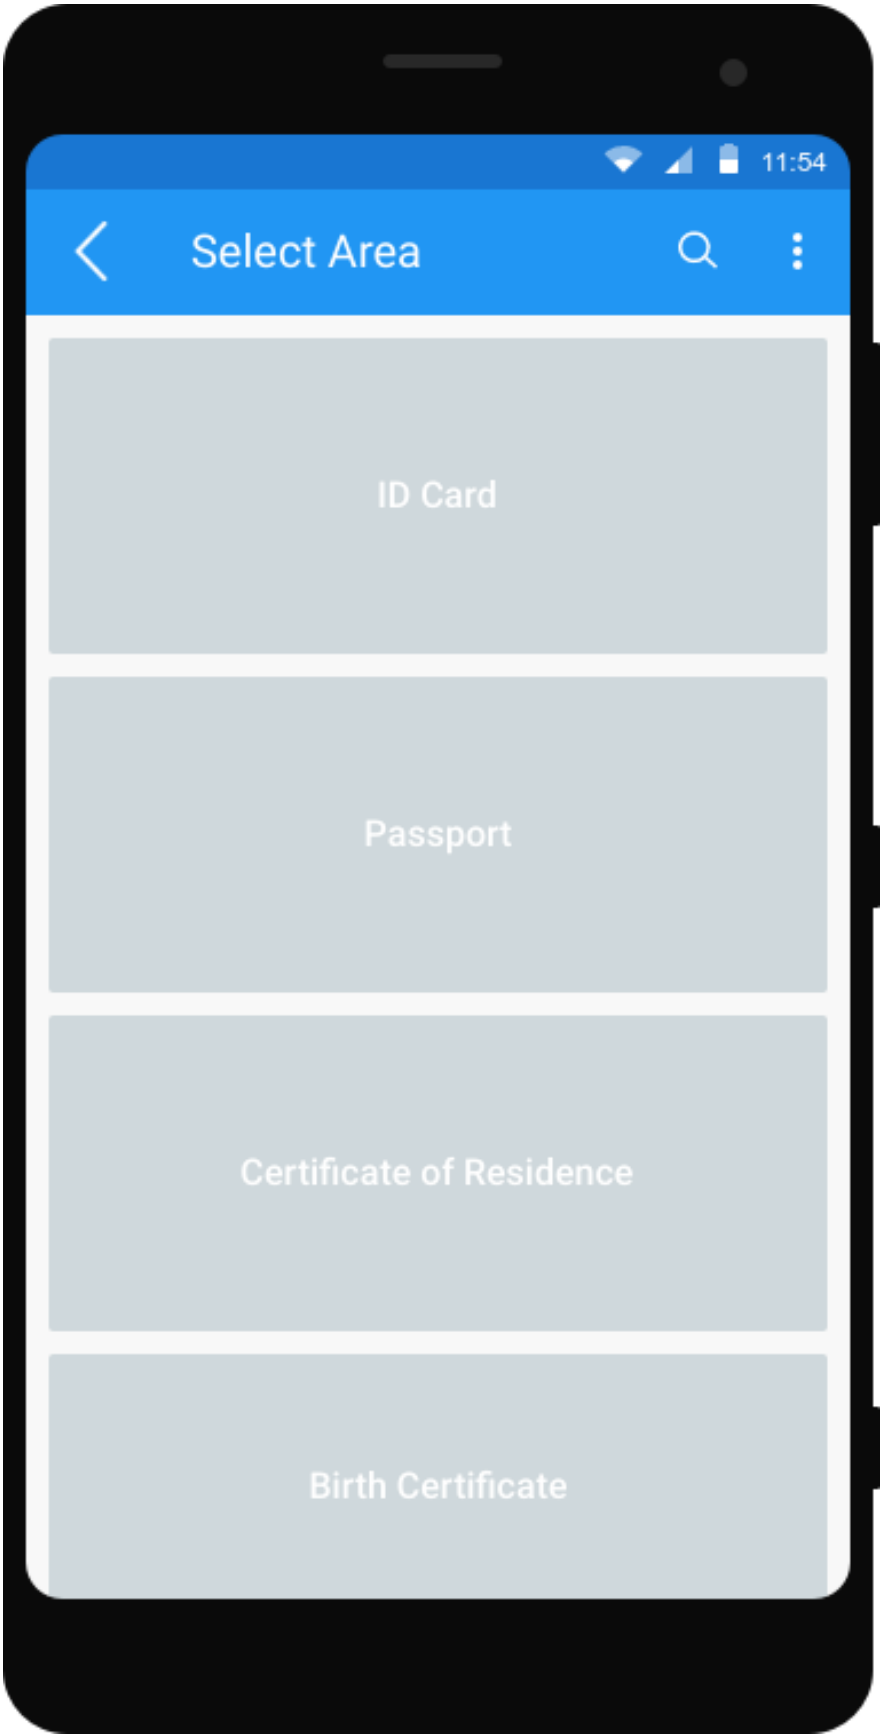 11:54
Select Area
ID Card
Passport
Certificate of Residence
Birth Certificate